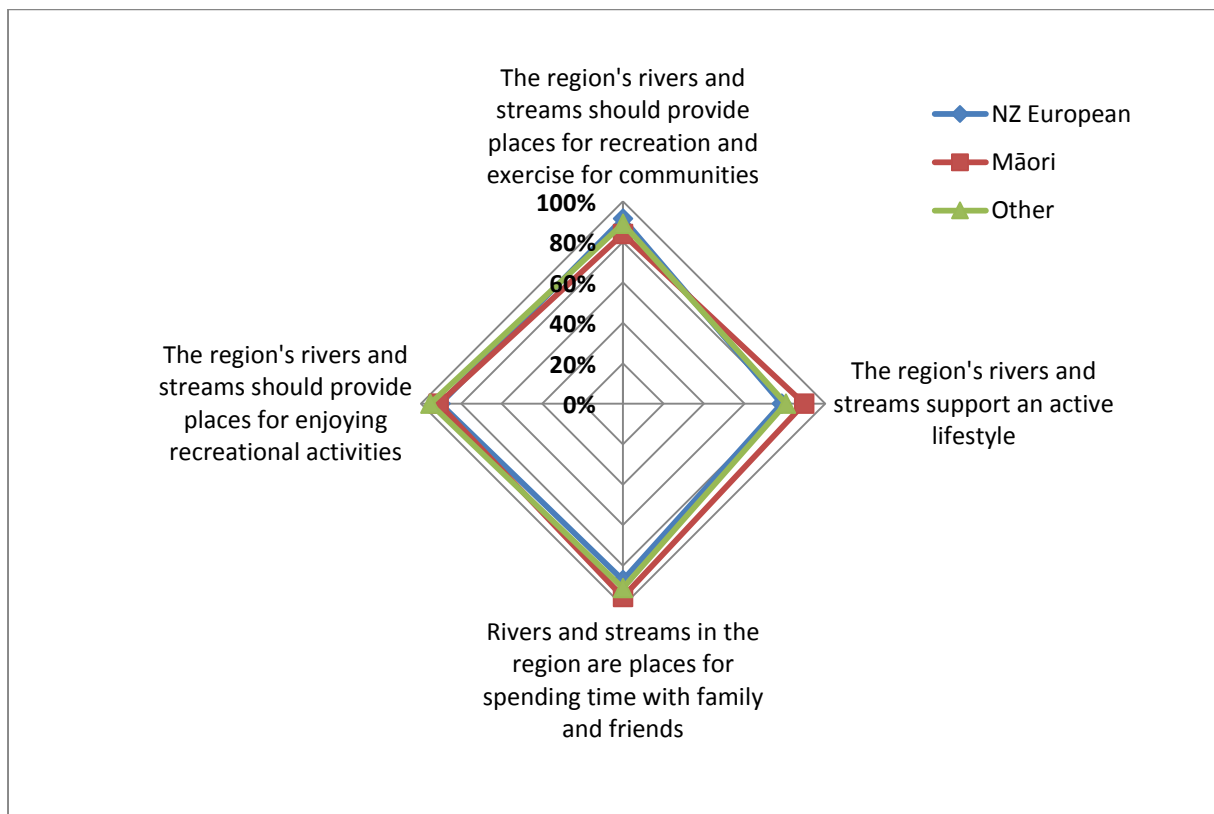 The region's rivers and
streams should provide
places for recreation and
exercise for communities
NZ European
Māori
Other
100%
80%
60%
40%
20%
0%
The region's rivers and
streams should provide
places for enjoying
recreational activities
The region's rivers and
streams support an active
lifestyle
Rivers and streams in the
region are places for
spending time with family
and friends